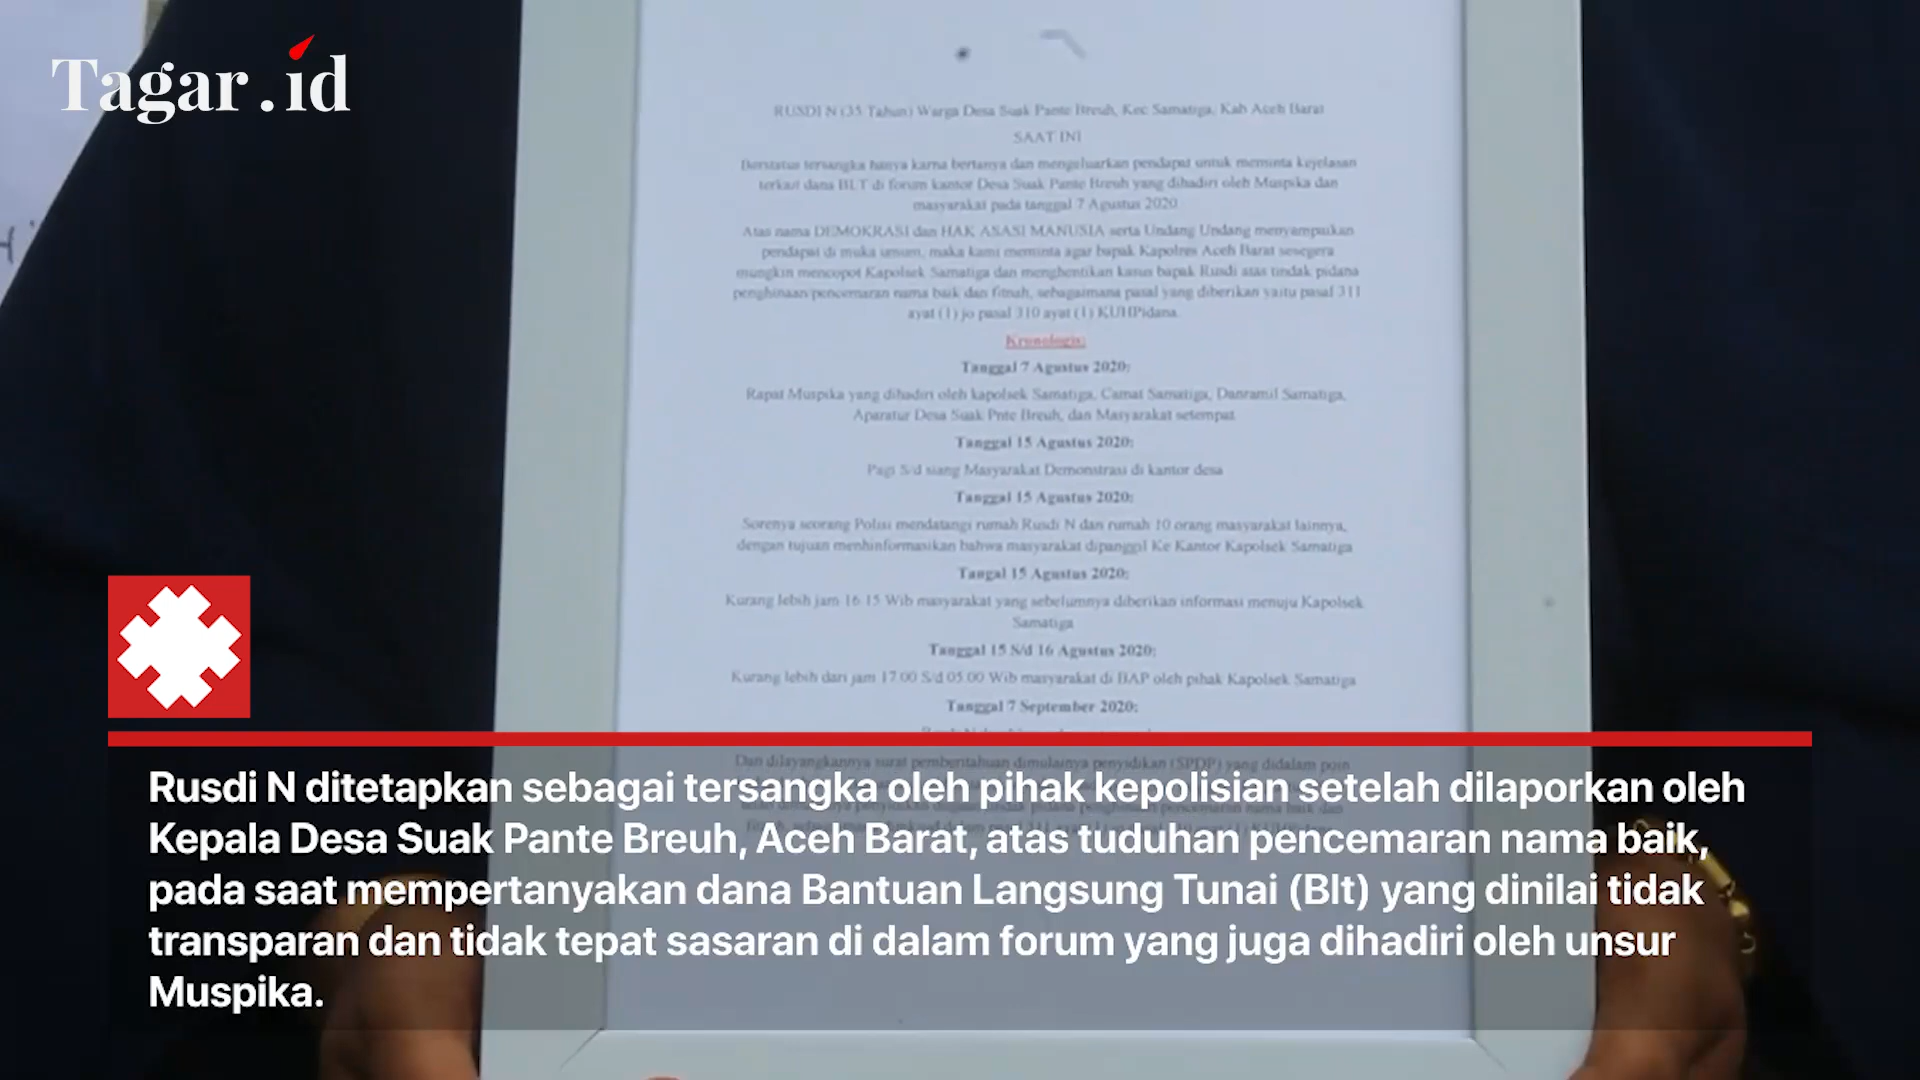 Tagar.id
RUSDI N (35 Tahun) Warga Desa Suak Pante Breuh, Kec Samatiga, Kab Aceh Barat
SAAT INI
Berstatus tersangka hanya karna bertanya dan mengeluarkan pendapat untuk meminta kejelasan
terkait dana BLT di forum kantor Desa Suak Pante Breuh yang dihadiri oleh Muspika dan
masyarakat pada tanggal 7 Agustus 2020
Atas nama DEMOKRASI dan HAK ASASI MANUSIA serta Undang Undang menyampaikan
pendapat di muka umum, maka kami meminta agar bapak Kapolres Aceh Barat sesegera
mungkin mencopot Kapolsek Samatiga dan menghentikan kasus bapak Rusdi atas tindak pidana
penghinaan/pencemaran nama baik dan fitnah, sebagaimana pasal yang diberikan yaitu pasal 311
ayat (1) jo pasal 310 ayat (1) KUHPidana.
Kronologis:
Tanggal 7 Agustus 2020:
Rapat Muspika yang dihadiri oleh kapolsek Samatiga, Camat Samatiga, Danramil Samatiga,
Aparatur Desa Suak Pnte Breuh, dan Masyarakat setempat
Tanggal 15 Agustus 2020:
Pagi S/d siang Masyarakat Demonstrasi di kantor desa
Tanggal 15 Agustus 2020:
Sorenya seorang Polisi mendatangi rumah Rusdi N dan rumah 10 orang masyarakat lainnya,
dengan tujuan menhinformasikan bahwa masyarakat dipanggil Ke Kantor Kapolsek Samatiga
Tangal 15 Agustus 2020:
Kurang lebih jam 16:15 Wib masyarakat yang sebelumnya diberikan informasi menuju Kapolsek
Samatiga
Tanggal 15 S/d 16 Agustus 2020:
Kurang lebih dari jam 17.00 S/d 05.00 Wib masyarakat di BAP oleh pihak Kapolsek Samatiga
Tanggal 7 September 2020:
Dan dilayangkannya surat pemberitahuan dimulainya penyidikan (SPDP) yang didalam poin
Rusdi N ditetapkan sebagai tersangka oleh pihak kepolisian setelah dilaporkan oleh
Kepala Desa Suak Pante Breuh, Aceh Barat, atas tuduhan pencemaran nama baik,
pada saat mempertanyakan dana Bantuan Langsung Tunai (Blt) yang dinilai tidak
transparan dan tidak tepat sasaran di dalam forum yang juga dihadiri oleh unsur
Muspika.